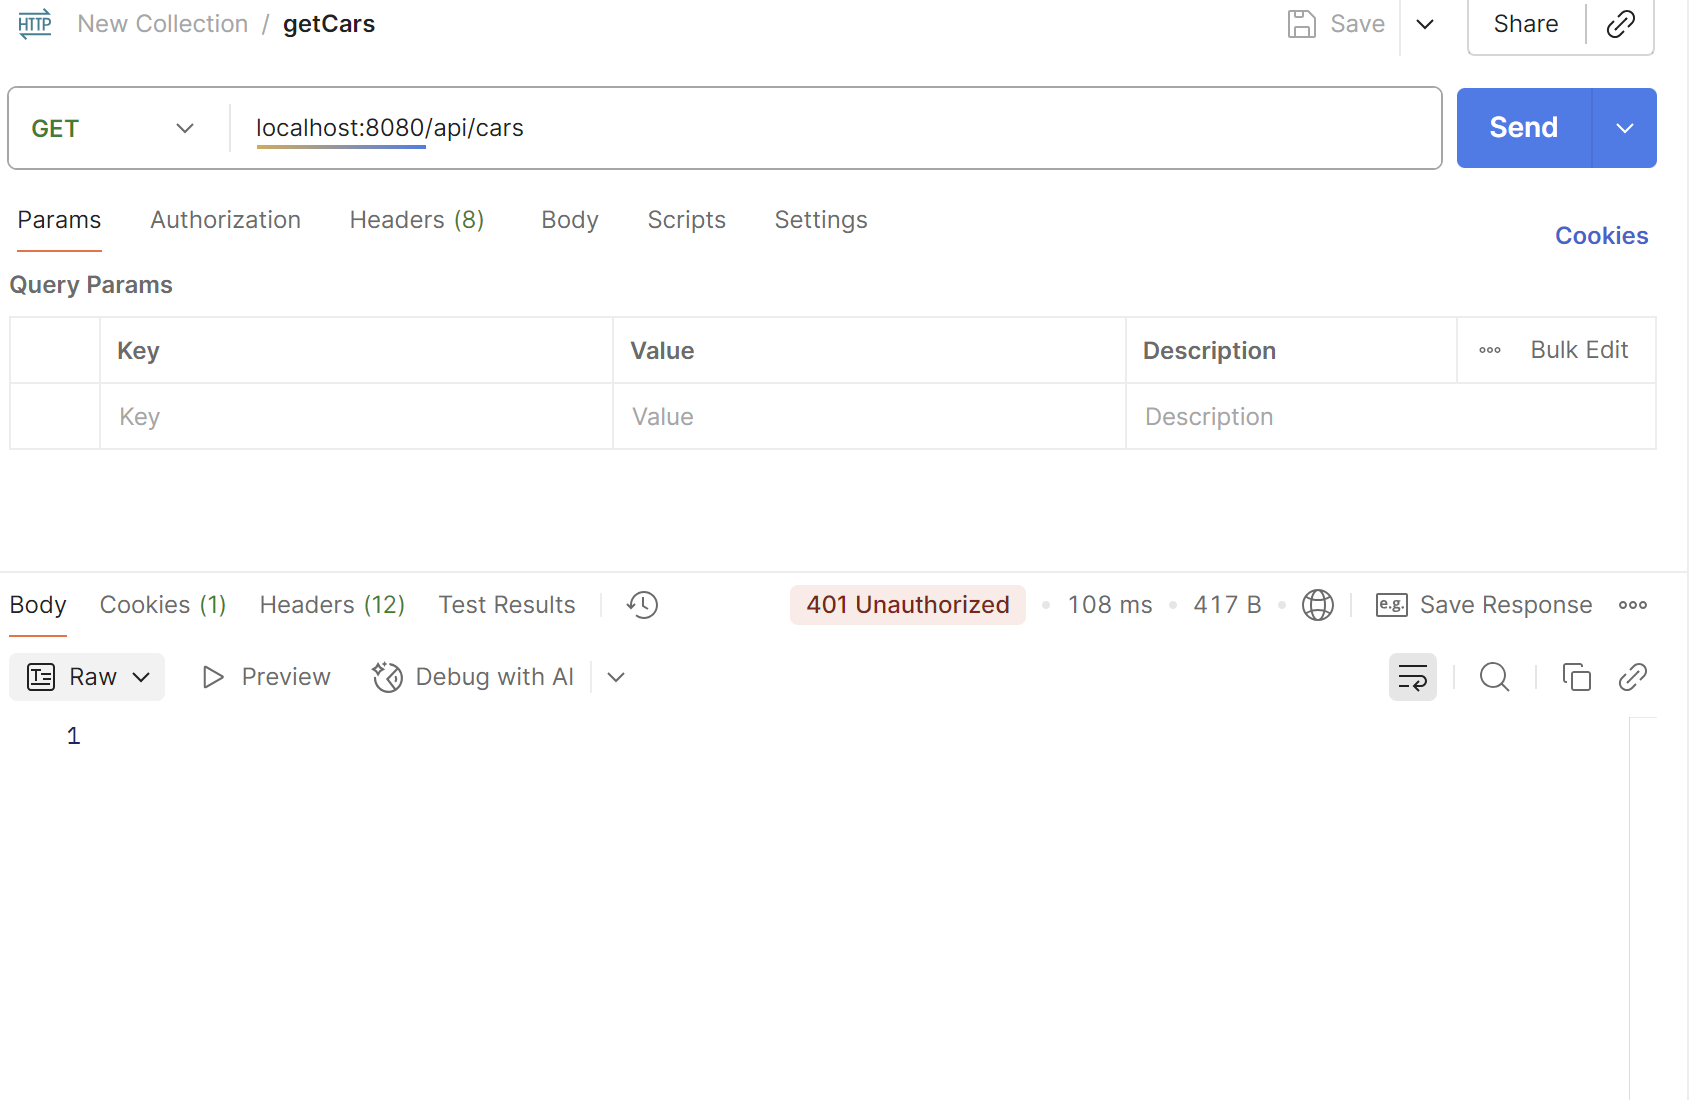 HTTP New Collection / getCars Save Share
GET localhost:8080/api/cars Send
Params Authorization Headers (8) Body Scripts Settings Cookies
Query Params
Key Value Description Bulk Edit
Key Value Description
Body Cookies (1) Headers (12) Test Results 401 Unauthorized • 108 ms • 417 B • e.g. Save Response
Raw Preview Debug with AI
1